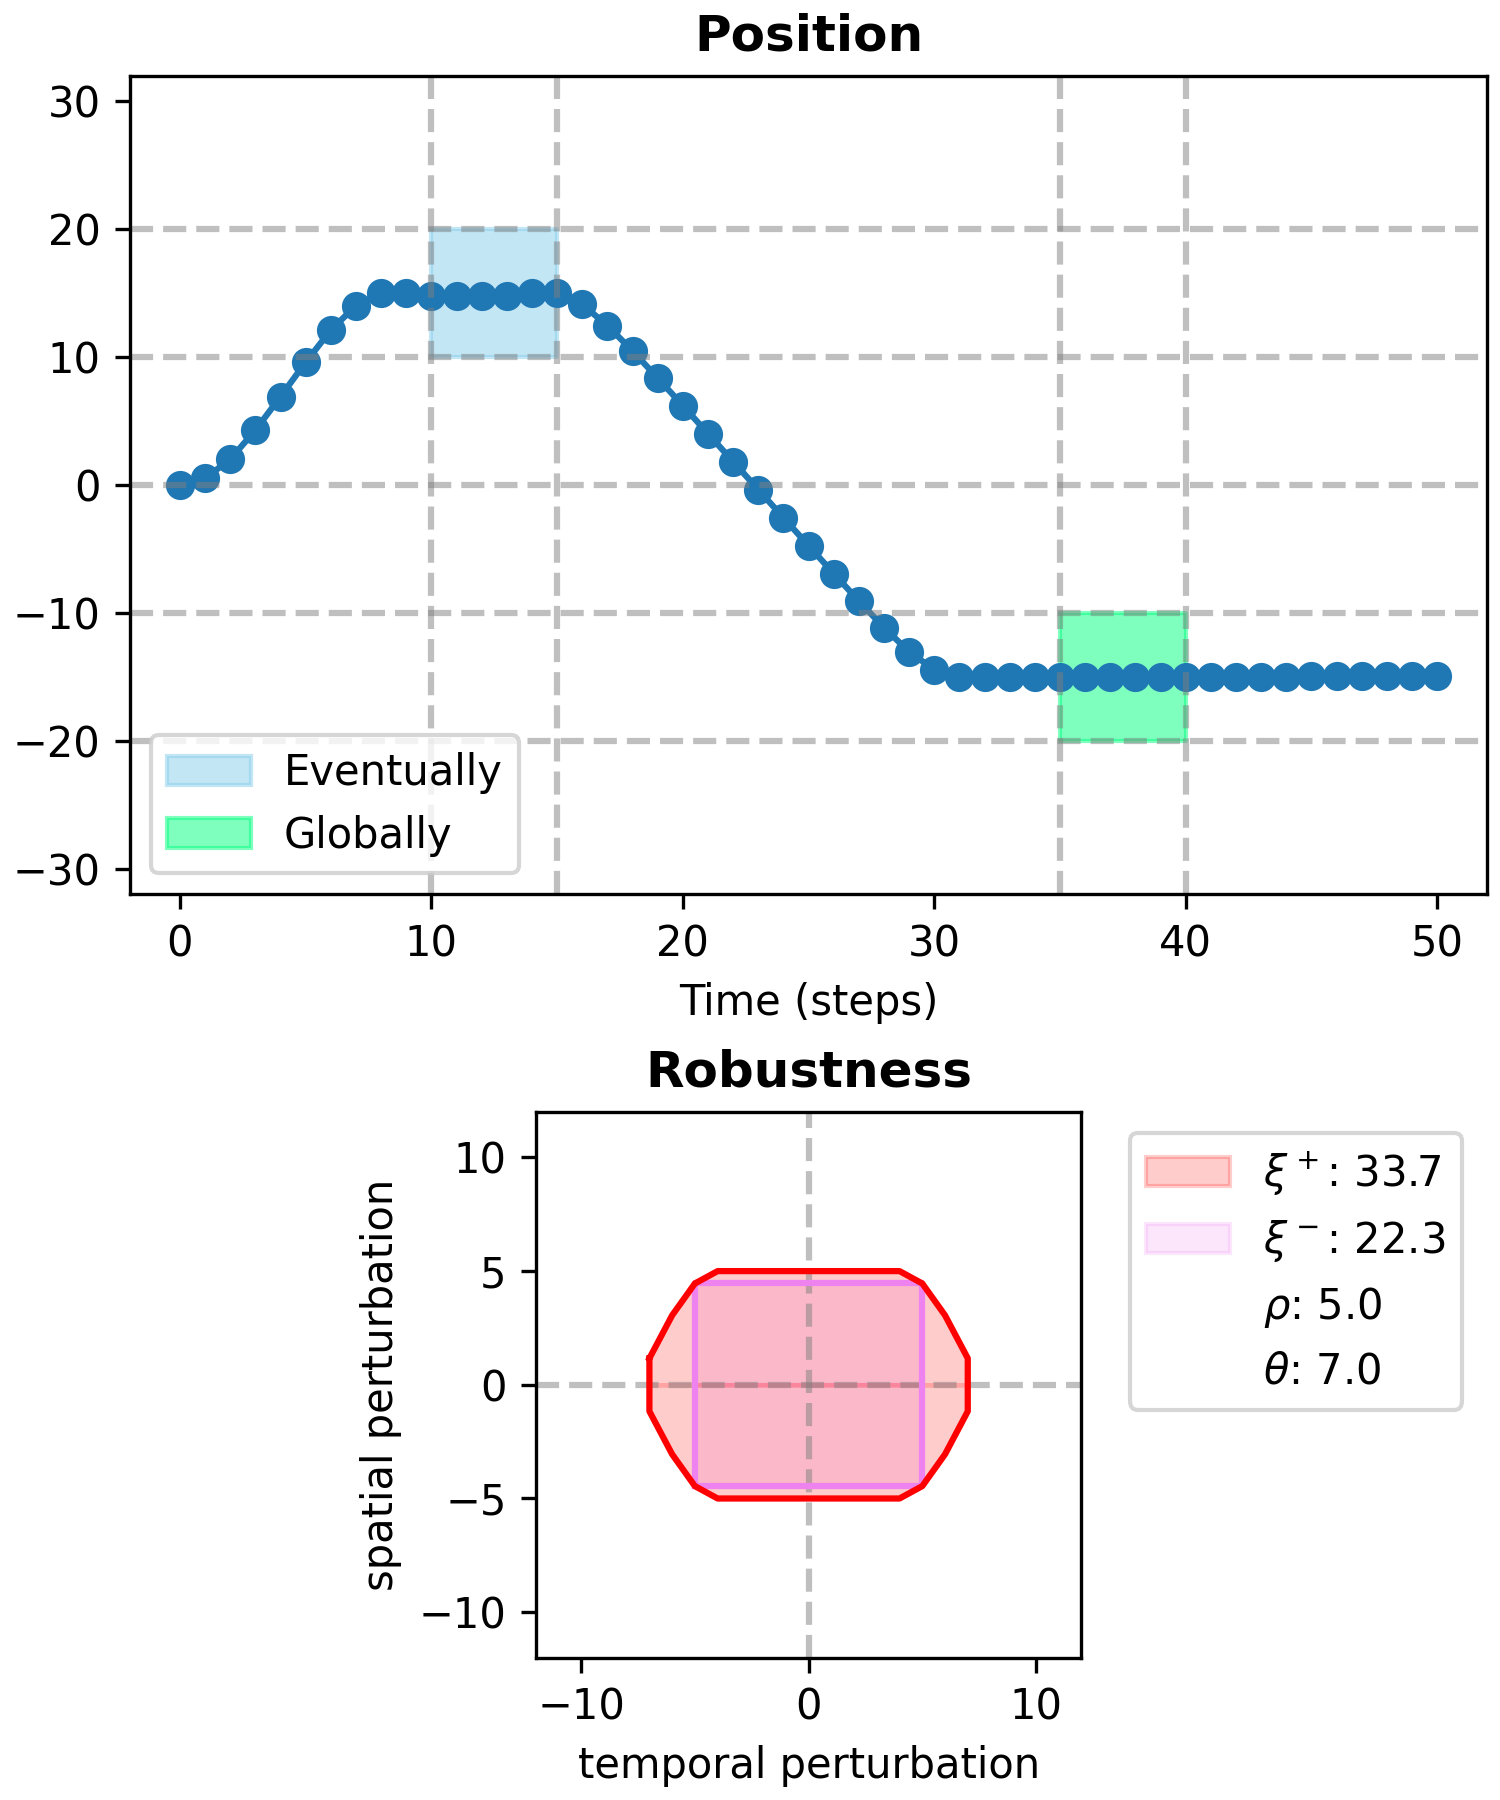 Position
30
20
10
0
−10
−20
−30
Eventually
Globally
0 10 20 30 40 50
Time (steps)
Robustness
spatial perturbation
10
5
0
−5
−10
−10 0 10
temporal perturbation
ξ⁺: 33.7
ξ⁻: 22.3
ρ: 5.0
θ: 7.0